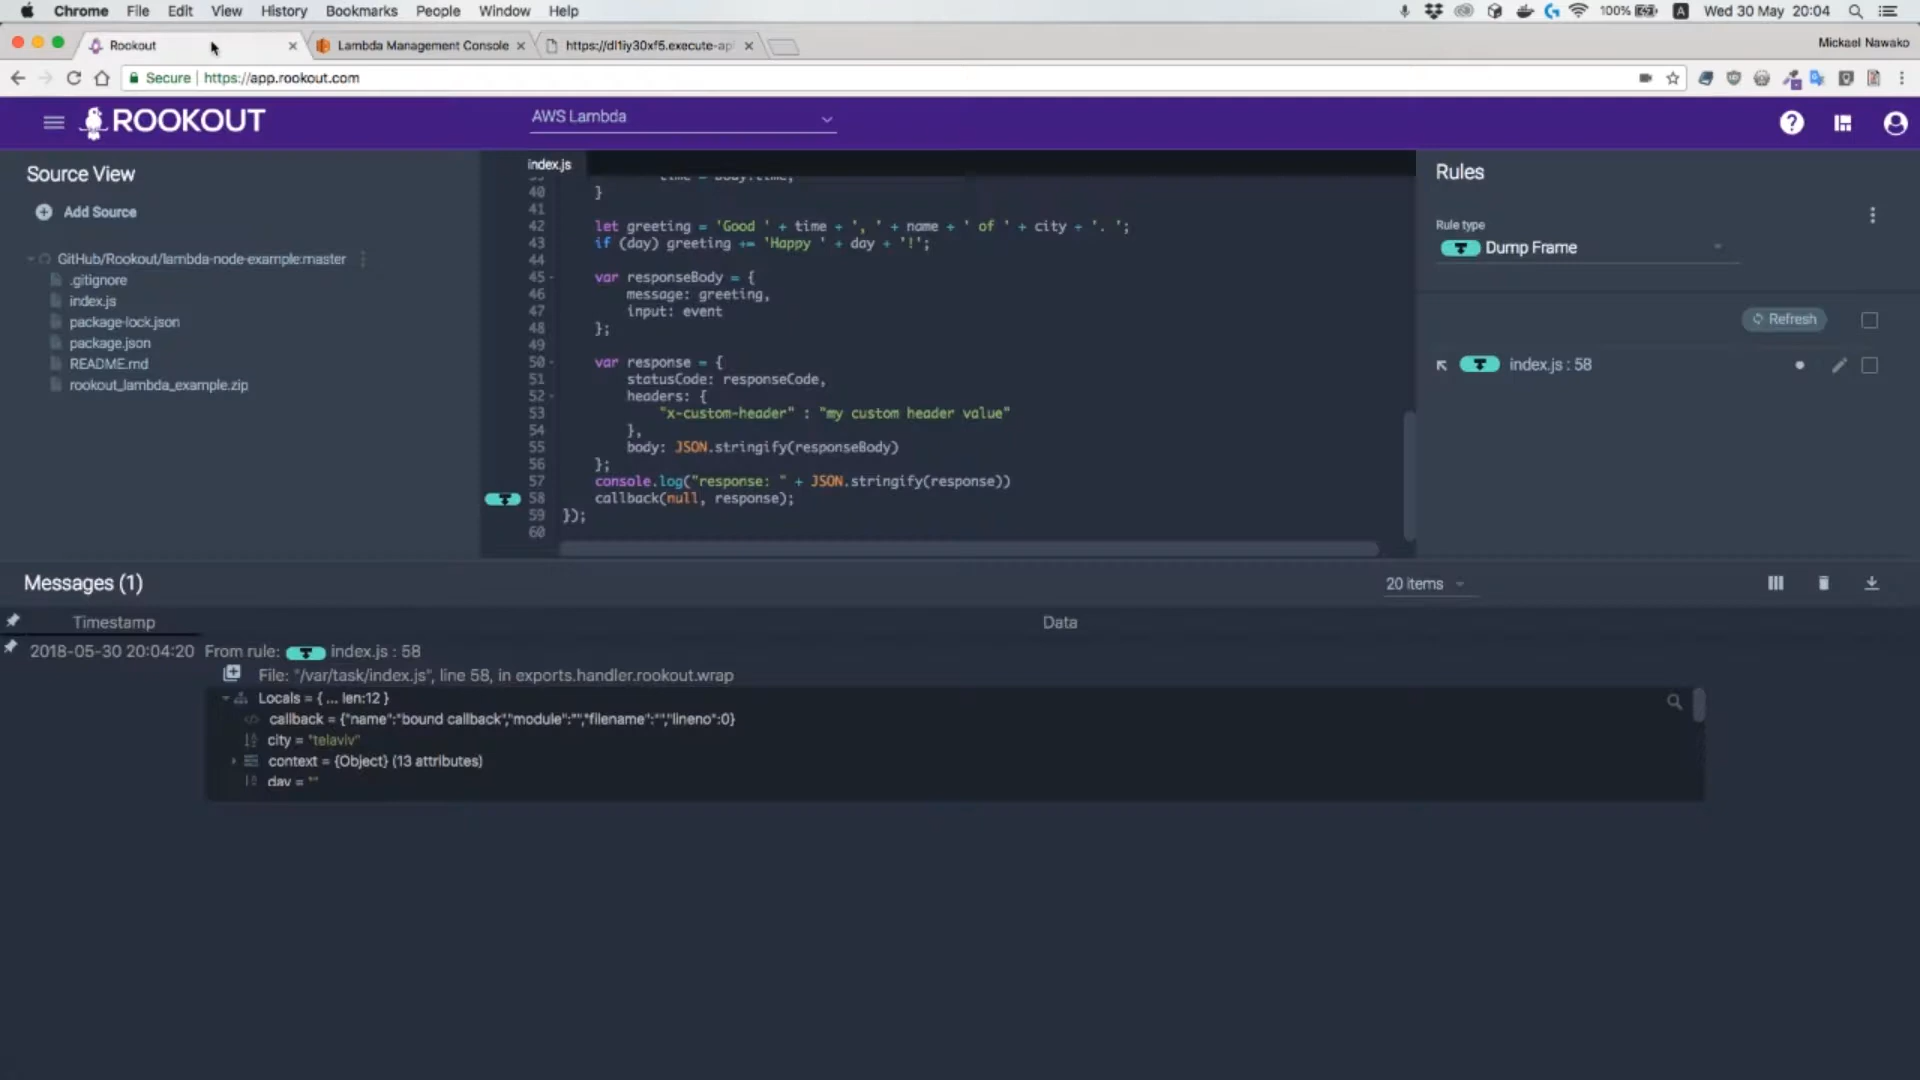 Chrome File Edit View History Bookmarks People Window Help 100% A Wed 30 May 20:04
Rookout Lambda Management Console https://dl1iy30xf5.execute-api Mickael Nawako
Secure | https://app.rookout.com
ROOKOUT AWS Lambda
Source View
Add Source
GitHub/Rookout/lambda-node-example:master
.gitignore
index.js
package-lock.json
package.json
README.md
rookout_lambda_example.zip
index.js
39 time = body.time;
40 }
41
42 let greeting = 'Good ' + time + ', ' + name + ' of ' + city + '. ';
43 if (day) greeting += 'Happy ' + day + '!';
44
45 var responseBody = {
46 message: greeting,
47 input: event
48 };
49
50 var response = {
51 statusCode: responseCode,
52 headers: {
53 "x-custom-header" : "my custom header value"
54 },
55 body: JSON.stringify(responseBody)
56 };
57 console.log("response: " + JSON.stringify(response))
58 callback(null, response);
59 });
60
Rules
Rule type
Dump Frame
Refresh
index.js : 58
Messages (1)
20 items
Timestamp Data
2018-05-30 20:04:20 From rule: index.js : 58
File: "/var/task/index.js", line 58, in exports.handler.rookout.wrap
Locals = { ... len:12 }
callback = {"name":"bound callback","module":"","filename":"","lineno":0}
city = "telaviv"
context = {Object} (13 attributes)
day = ""